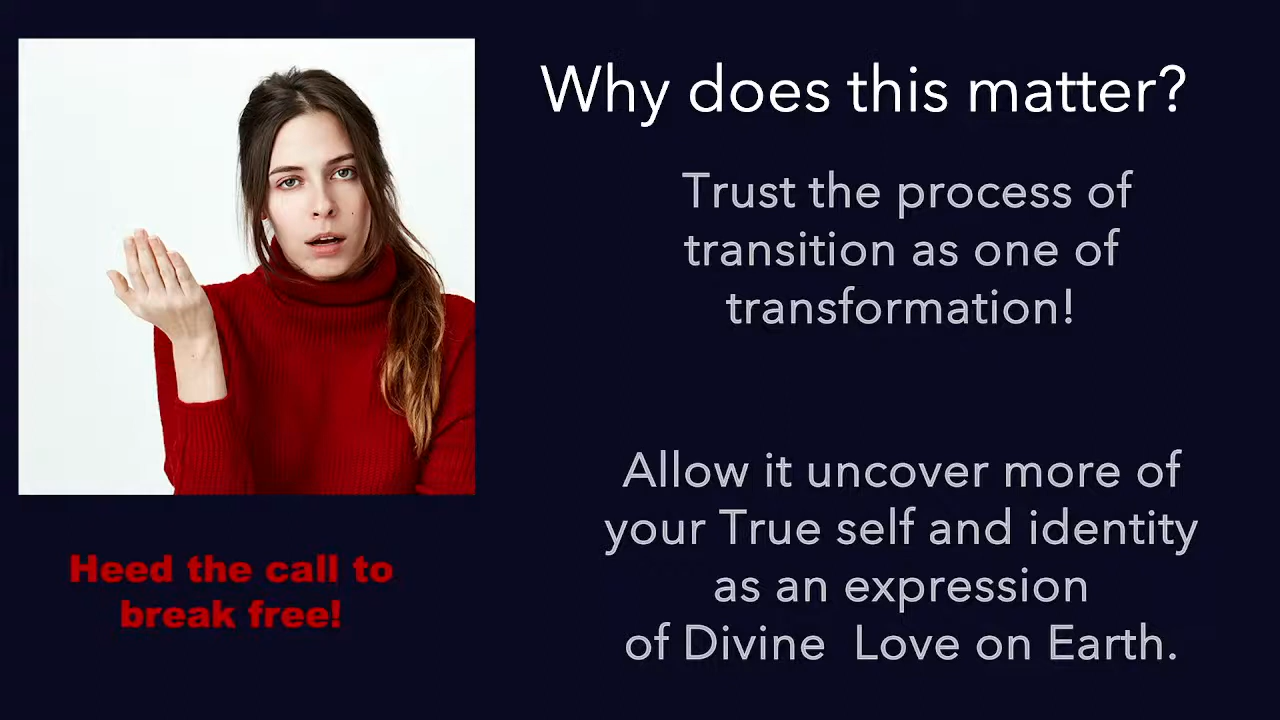 Why does this matter?
Trust the process of
transition as one of
transformation!
Allow it uncover more of
your True self and identity
as an expression
of Divine  Love on Earth.
Heed the call to
break free!